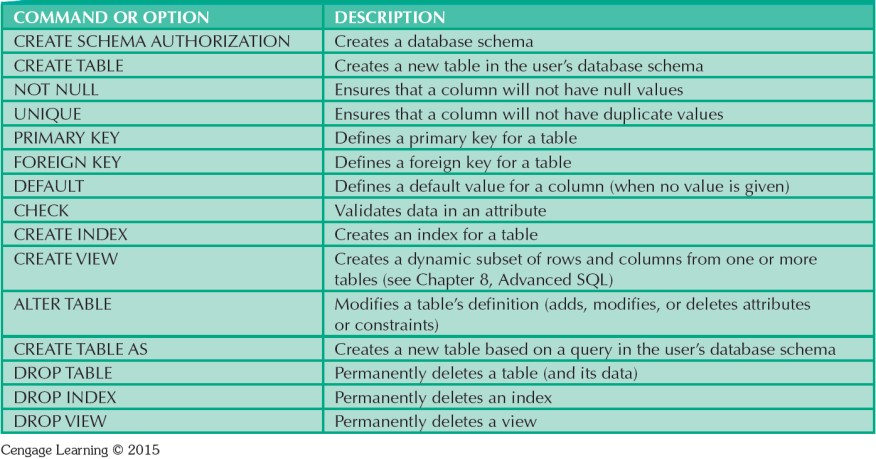 COMMAND OR OPTION DESCRIPTION
CREATE SCHEMA AUTHORIZATION Creates a database schema
CREATE TABLE Creates a new table in the user’s database schema
NOT NULL Ensures that a column will not have null values
UNIQUE Ensures that a column will not have duplicate values
PRIMARY KEY Defines a primary key for a table
FOREIGN KEY Defines a foreign key for a table
DEFAULT Defines a default value for a column (when no value is given)
CHECK Validates data in an attribute
CREATE INDEX Creates an index for a table
CREATE VIEW Creates a dynamic subset of rows and columns from one or more
tables (see Chapter 8, Advanced SQL)
ALTER TABLE Modifies a table’s definition (adds, modifies, or deletes attributes
or constraints)
CREATE TABLE AS Creates a new table based on a query in the user’s database schema
DROP TABLE Permanently deletes a table (and its data)
DROP INDEX Permanently deletes an index
DROP VIEW Permanently deletes a view
Cengage Learning © 2015